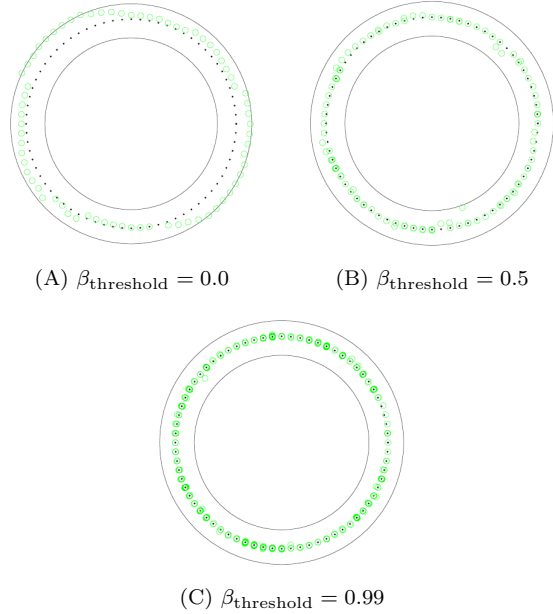 (A) β_threshold = 0.0
(B) β_threshold = 0.5
(C) β_threshold = 0.99